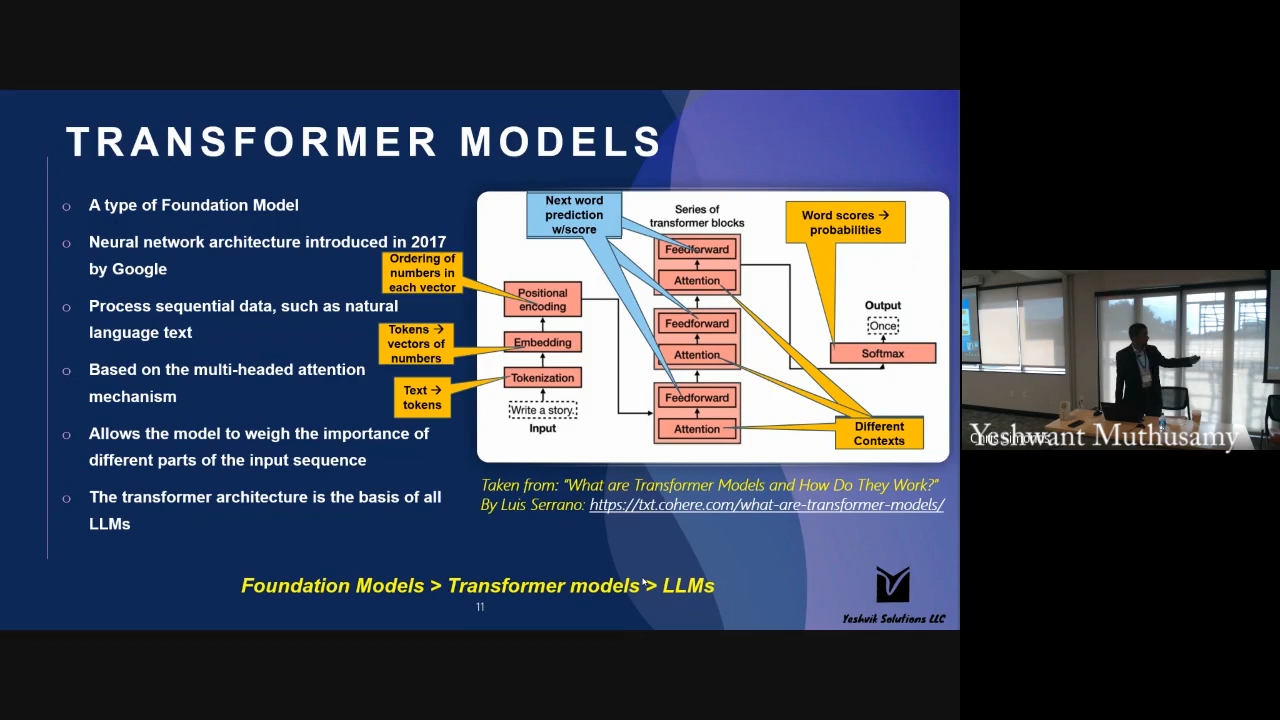 TRANSFORMER MODELS
o A type of Foundation Model
o Neural network architecture introduced in 2017
by Google
o Process sequential data, such as natural
language text
o Based on the multi-headed attention
mechanism
o Allows the model to weigh the importance of
different parts of the input sequence
o The transformer architecture is the basis of all
LLMs
Ordering of
numbers in
each vector
Tokens →
vectors of
numbers
Text →
tokens
Next word
prediction
w/score
Series of
transformer blocks
Word scores →
probabilities
Positional
encoding
Embedding
Tokenization
Write a story.
Input
Feedforward
Attention
Feedforward
Attention
Feedforward
Attention
Output
Once
Softmax
Different
Contexts
Taken from: “What are Transformer Models and How Do They Work?”
By Luis Serrano: https://txt.cohere.com/what-are-transformer-models/
Foundation Models > Transformer models > LLMs
11
Yeshvik Solutions LLC
Yeshwant Muthusamy